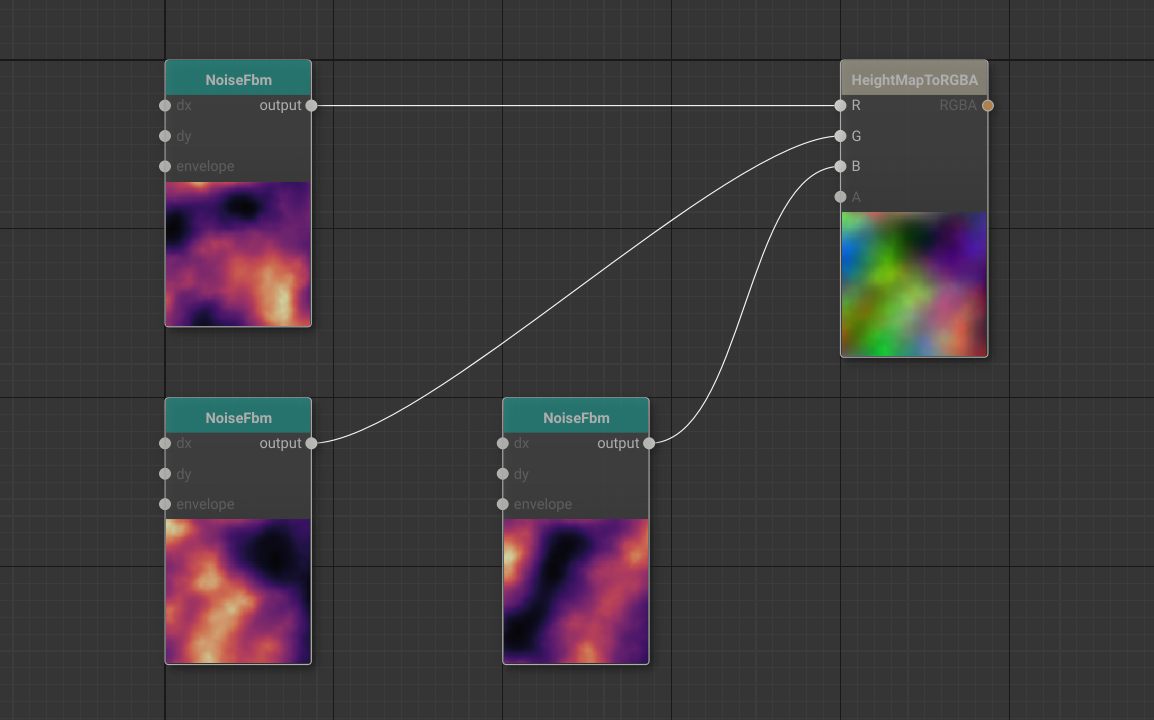 NoiseFbm
dx output
dy
envelope
HeightMapToRGBA
R RGBA
G
B
A
NoiseFbm
dx output
dy
envelope
NoiseFbm
dx output
dy
envelope